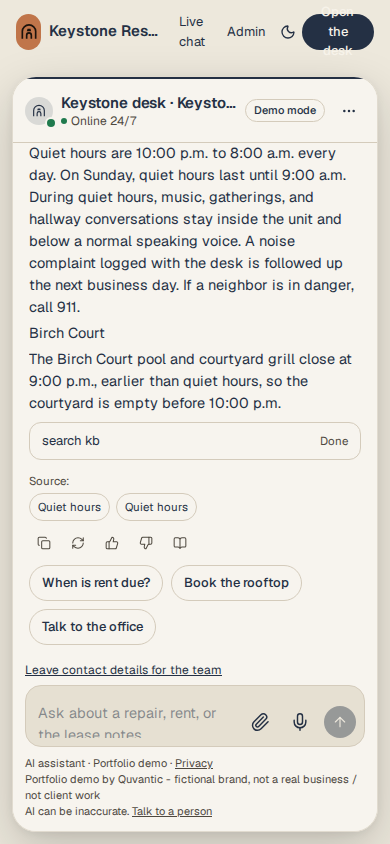 Keystone Res...
Live chat
Admin
Open the desk
Keystone desk · Keysto...
Online 24/7
Demo mode
Quiet hours are 10:00 p.m. to 8:00 a.m. every
day. On Sunday, quiet hours last until 9:00 a.m.
During quiet hours, music, gatherings, and
hallway conversations stay inside the unit and
below a normal speaking voice. A noise
complaint logged with the desk is followed up
the next business day. If a neighbor is in danger,
call 911.
Birch Court
The Birch Court pool and courtyard grill close at
9:00 p.m., earlier than quiet hours, so the
courtyard is empty before 10:00 p.m.
search kb
Done
Source:
Quiet hours
Quiet hours
When is rent due?
Book the rooftop
Talk to the office
Leave contact details for the team
Ask about a repair, rent, or
the lease notes
AI assistant · Portfolio demo · Privacy
Portfolio demo by Quvantic - fictional brand, not a real business /
not client work
AI can be inaccurate. Talk to a person